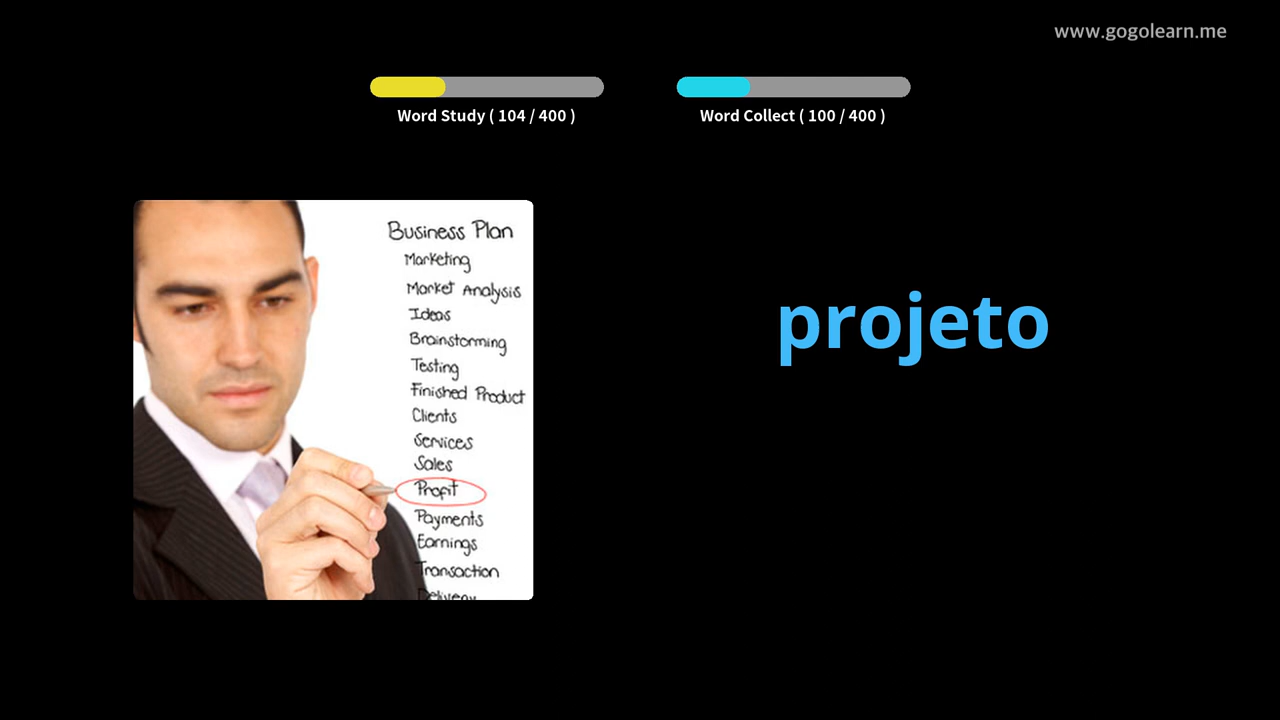 www.gogolearn.me
Word Study ( 104 / 400 )
Word Collect ( 100 / 400 )
Business Plan
Marketing
Market Analysis
Ideas
Brainstorming
Testing
Finished Product
Clients
Services
Sales
Profit
Payments
Earnings
Transaction
Delivery
projeto